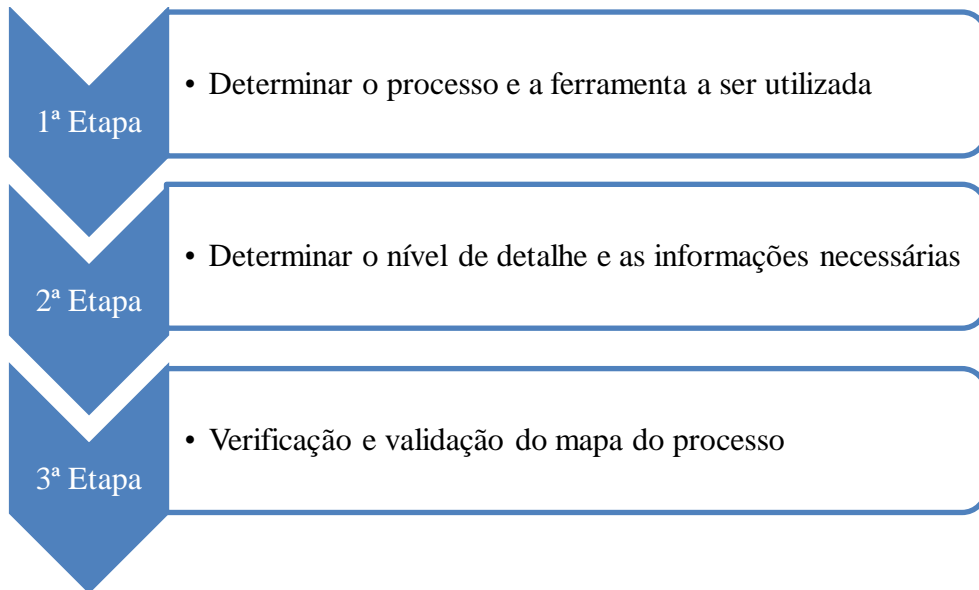 1ª Etapa
• Determinar o processo e a ferramenta a ser utilizada
2ª Etapa
• Determinar o nível de detalhe e as informações necessárias
3ª Etapa
• Verificação e validação do mapa do processo